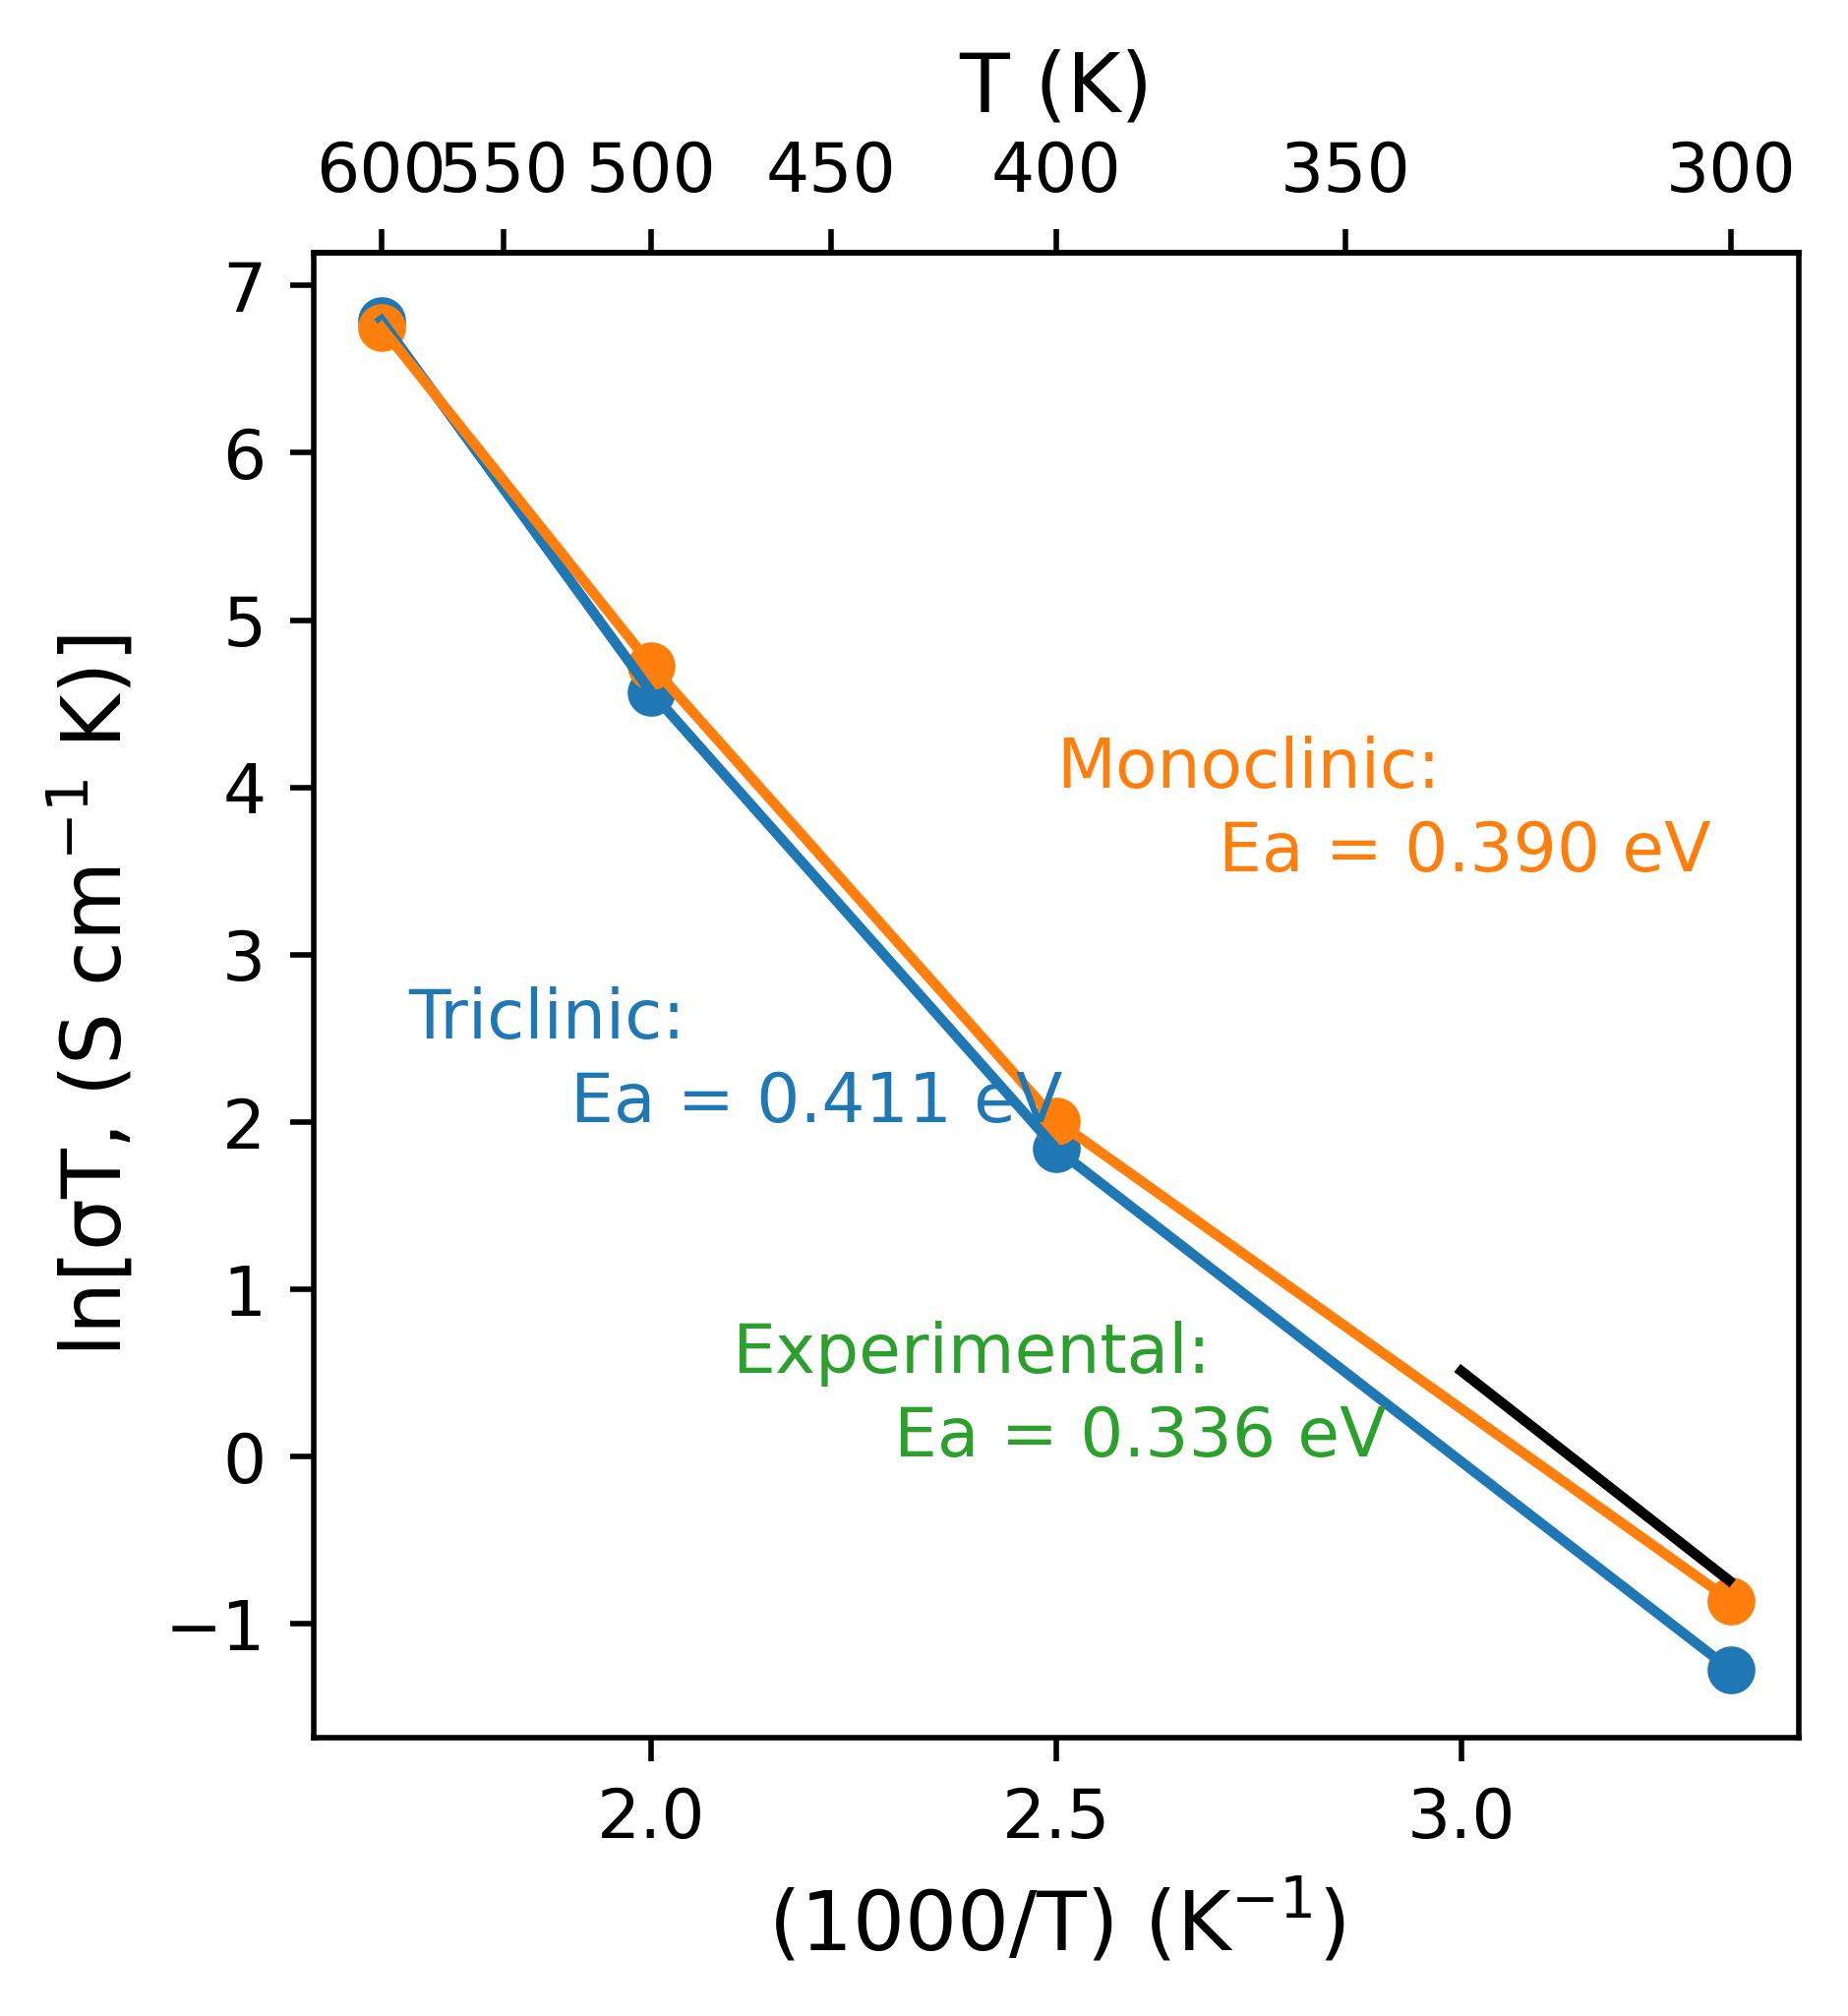 T (K)
600 550 500 450 400 350 300
7
6
5
4
3
2
1
0
−1
ln[σT, (S cm⁻¹ K)]
Monoclinic:
Ea = 0.390 eV
Triclinic:
Ea = 0.411 eV
Experimental:
Ea = 0.336 eV
2.0 2.5 3.0
(1000/T) (K⁻¹)